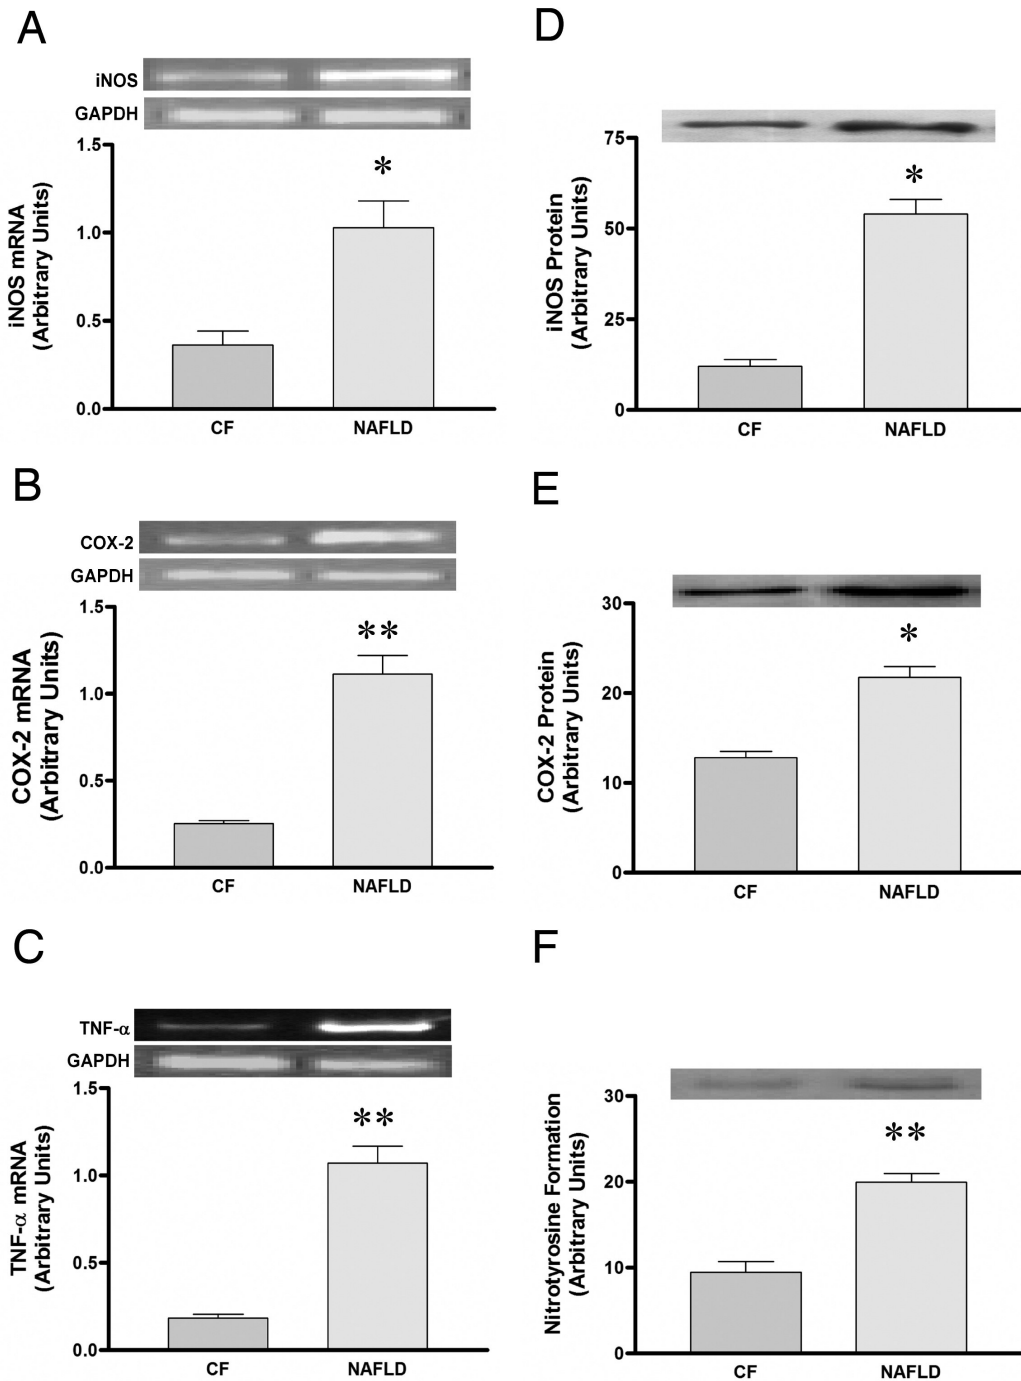 A
iNOS
GAPDH
1.5
1.0
0.5
0.0
iNOS mRNA
(Arbitrary Units)
*
CF
NAFLD
D
75
50
25
0
iNOS Protein
(Arbitrary Units)
*
CF
NAFLD
B
COX-2
GAPDH
1.5
1.0
0.5
0.0
COX-2 mRNA
(Arbitrary Units)
**
CF
NAFLD
E
30
20
10
0
COX-2 Protein
(Arbitrary Units)
*
CF
NAFLD
C
TNF-α
GAPDH
1.5
1.0
0.5
0.0
TNF-α mRNA
(Arbitrary Units)
**
CF
NAFLD
F
30
20
10
0
Nitrotyrosine Formation
(Arbitrary Units)
**
CF
NAFLD